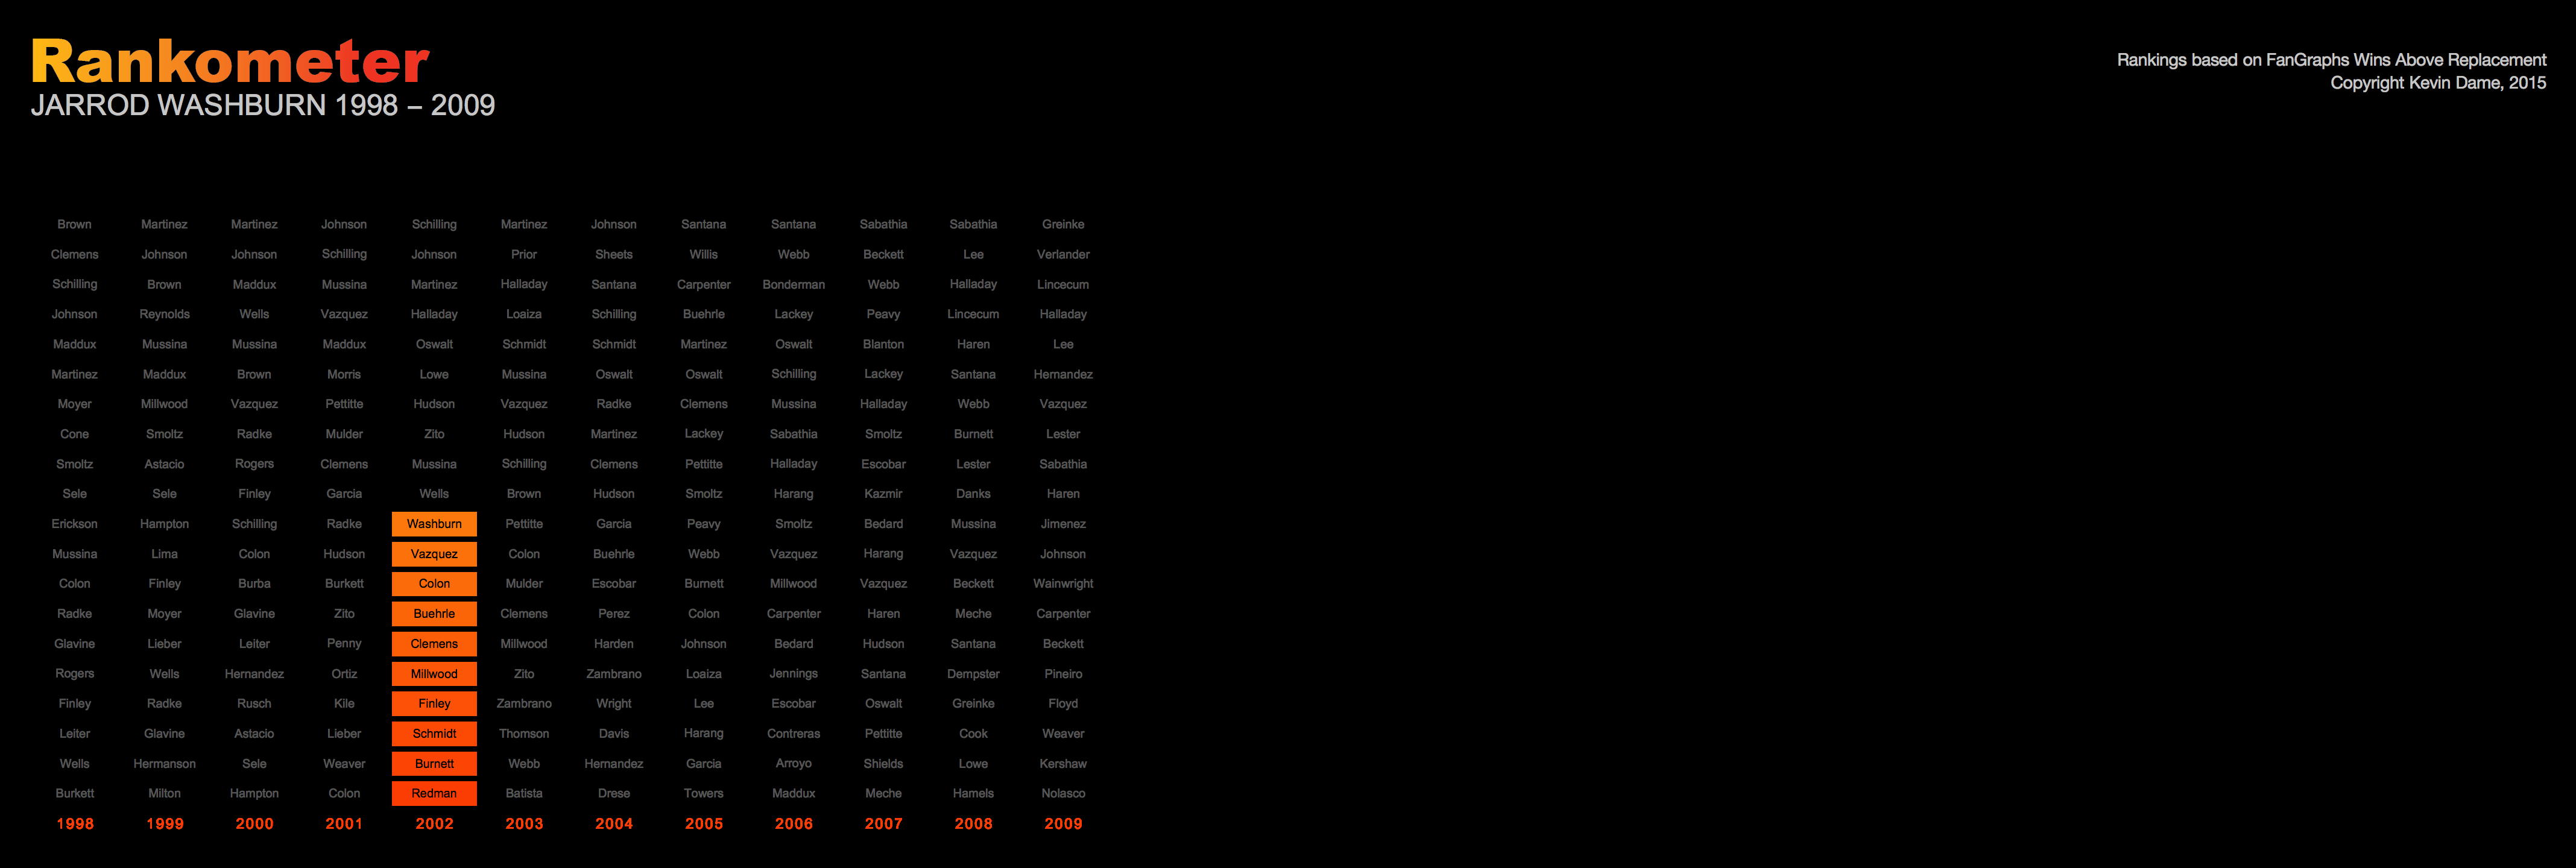 Rankometer
JARROD WASHBURN 1998 – 2009
Rankings based on FanGraphs Wins Above Replacement
Copyright Kevin Dame, 2015
Brown Martinez Martinez Johnson Schilling Martinez Johnson Santana Santana Sabathia Sabathia Greinke
Clemens Johnson Johnson Schilling Johnson Prior Sheets Willis Webb Beckett Lee Verlander
Schilling Brown Maddux Mussina Martinez Halladay Santana Carpenter Bonderman Webb Halladay Lincecum
Johnson Reynolds Wells Vazquez Halladay Loaiza Schilling Buehrle Lackey Peavy Lincecum Halladay
Maddux Mussina Mussina Maddux Oswalt Schmidt Schmidt Martinez Oswalt Blanton Haren Lee
Martinez Maddux Brown Morris Lowe Mussina Oswalt Oswalt Schilling Lackey Santana Hernandez
Moyer Millwood Vazquez Pettitte Hudson Vazquez Radke Clemens Mussina Halladay Webb Vazquez
Cone Smoltz Radke Mulder Zito Hudson Martinez Lackey Sabathia Smoltz Burnett Lester
Smoltz Astacio Rogers Clemens Mussina Schilling Clemens Pettitte Halladay Escobar Lester Sabathia
Sele Sele Finley Garcia Wells Brown Hudson Smoltz Harang Kazmir Danks Haren
Erickson Hampton Schilling Radke Washburn Pettitte Garcia Peavy Smoltz Bedard Mussina Jimenez
Mussina Lima Colon Hudson Vazquez Colon Buehrle Webb Vazquez Harang Vazquez Johnson
Colon Finley Burba Burkett Colon Mulder Escobar Burnett Millwood Vazquez Beckett Wainwright
Radke Moyer Glavine Zito Buehrle Clemens Perez Colon Carpenter Haren Meche Carpenter
Glavine Lieber Leiter Penny Clemens Millwood Harden Johnson Bedard Hudson Santana Beckett
Rogers Wells Hernandez Ortiz Millwood Zito Zambrano Loaiza Jennings Santana Dempster Pineiro
Finley Radke Rusch Kile Finley Zambrano Wright Lee Escobar Oswalt Greinke Floyd
Leiter Glavine Astacio Lieber Schmidt Thomson Davis Harang Contreras Pettitte Cook Weaver
Wells Hermanson Sele Weaver Burnett Webb Hernandez Garcia Arroyo Shields Lowe Kershaw
Burkett Milton Hampton Colon Redman Batista Drese Towers Maddux Meche Hamels Nolasco
1998 1999 2000 2001 2002 2003 2004 2005 2006 2007 2008 2009